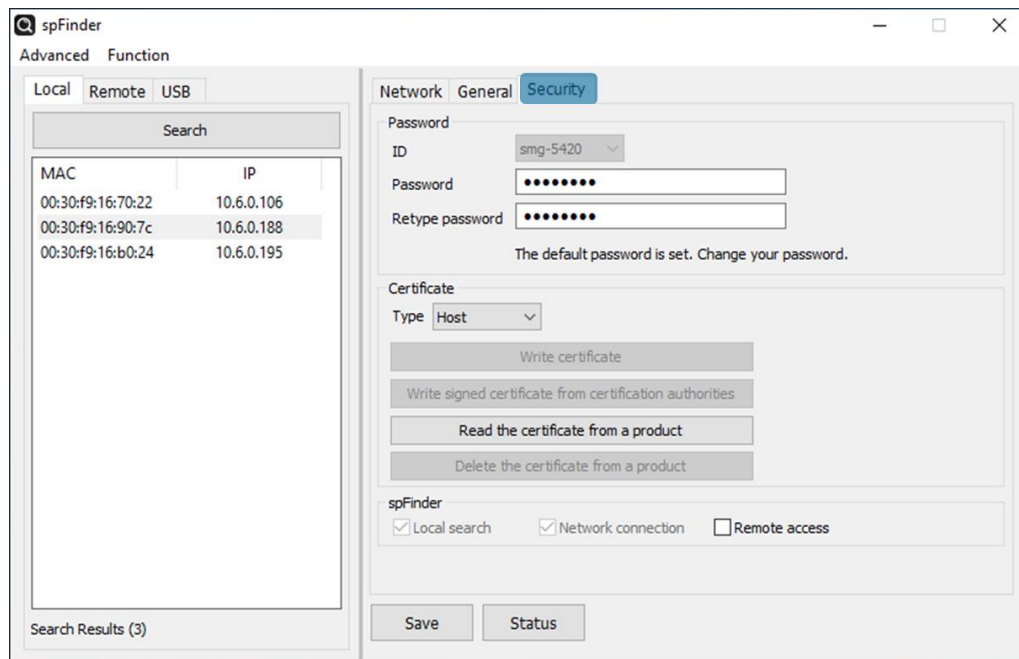 spFinder
Advanced Function
Local Remote USB
Search
MAC IP
00:30:f9:16:70:22 10.6.0.106
00:30:f9:16:90:7c 10.6.0.188
00:30:f9:16:b0:24 10.6.0.195
Search Results (3)
Network General Security
Password
ID smg-5420
Password ●●●●●●●●
Retype password ●●●●●●●●
The default password is set. Change your password.
Certificate
Type Host
Write certificate
Write signed certificate from certification authorities
Read the certificate from a product
Delete the certificate from a product
spFinder
Local search Network connection Remote access
Save Status